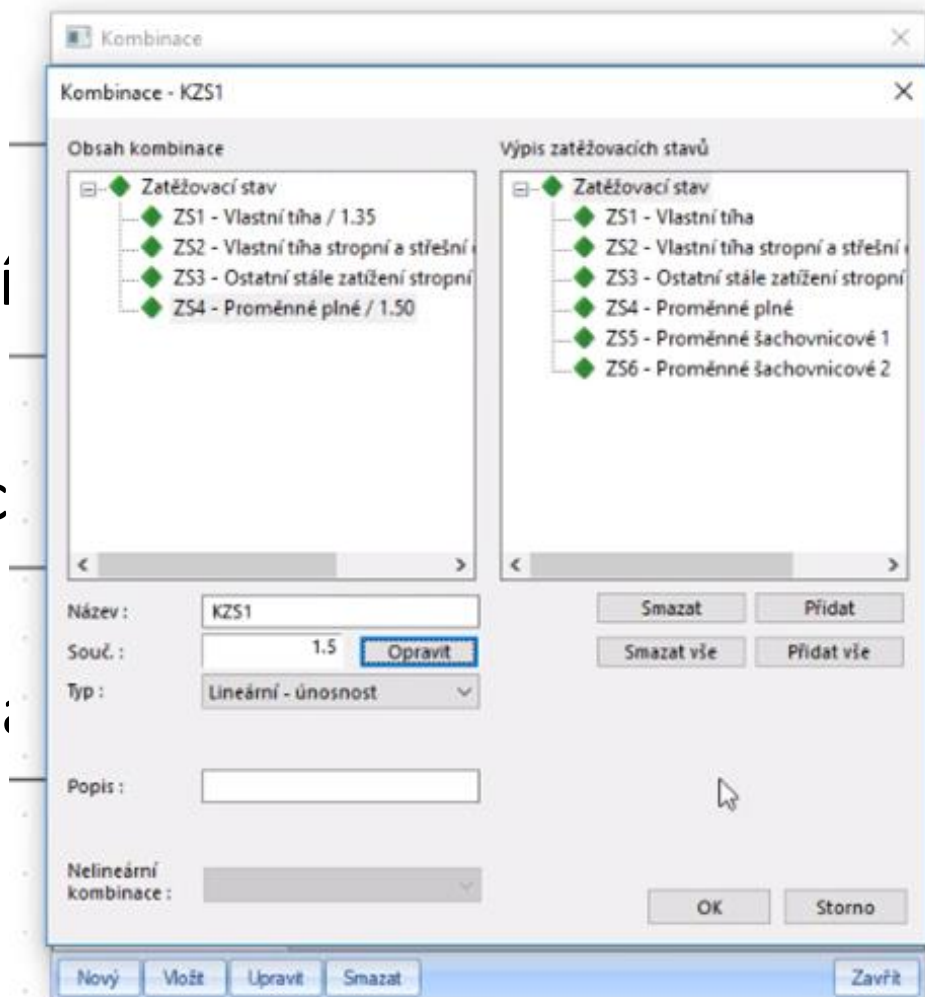 Kombinace
Kombinace - KZS1
Obsah kombinace
Zatěžovací stav
ZS1 - Vlastní tíha / 1.35
ZS2 - Vlastní tíha stropní a střešní
ZS3 - Ostatní stále zatížení stropní
ZS4 - Proměnné plné / 1.50
Výpis zatěžovacích stavů
Zatěžovací stav
ZS1 - Vlastní tíha
ZS2 - Vlastní tíha stropní a střešní
ZS3 - Ostatní stále zatížení stropní
ZS4 - Proměnné plné
ZS5 - Proměnné šachovnicové 1
ZS6 - Proměnné šachovnicové 2
Název : KZS1
Souč. : 1.5 Opravit
Typ : Lineární - únosnost
Popis :
Nelineární
kombinace :
Smazat Přidat
Smazat vše Přidat vše
OK Storno
Nový Vložit Upravit Smazat Zavřít